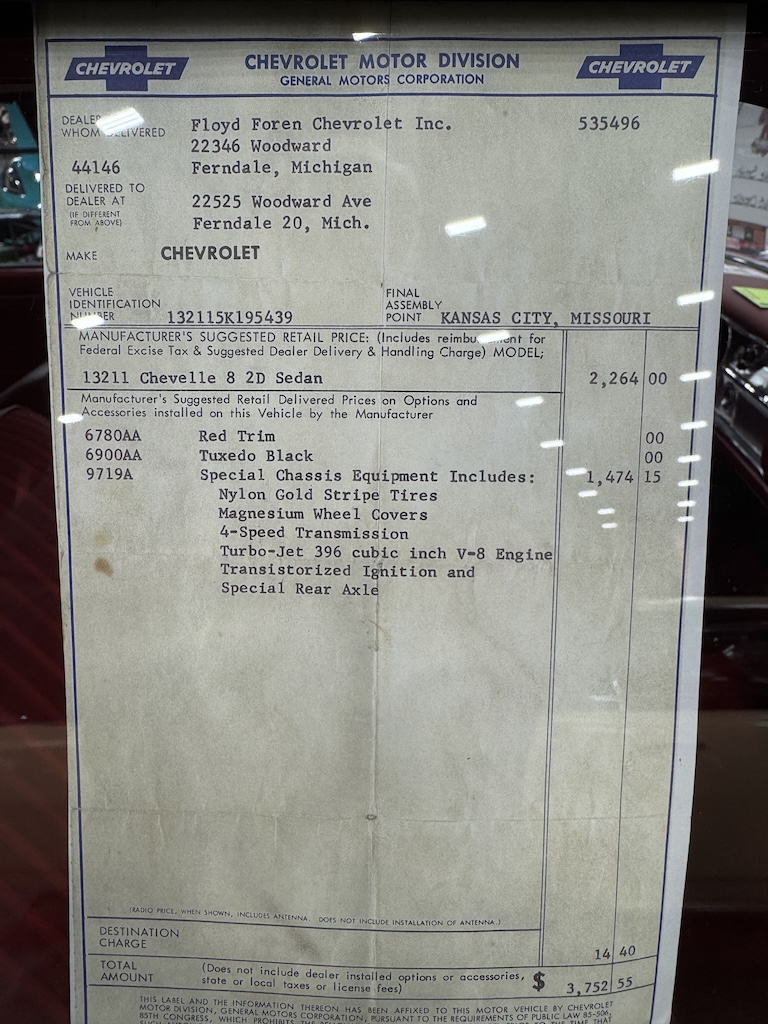 CHEVROLET
CHEVROLET MOTOR DIVISION
GENERAL MOTORS CORPORATION
CHEVROLET
DEALER
WHOM DELIVERED
Floyd Foren Chevrolet Inc. 535496
22346 Woodward
44146 Ferndale, Michigan
DELIVERED TO
DEALER AT
(IF DIFFERENT
FROM ABOVE)
22525 Woodward Ave
Ferndale 20, Mich.
MAKE CHEVROLET
VEHICLE
IDENTIFICATION
NUMBER 132115K195439
FINAL
ASSEMBLY
POINT KANSAS CITY, MISSOURI
MANUFACTURER'S SUGGESTED RETAIL PRICE: (Includes reimbursement for
Federal Excise Tax & Suggested Dealer Delivery & Handling Charge) MODEL;
13211 Chevelle 8 2D Sedan 2,264 00
Manufacturer's Suggested Retail Delivered Prices on Options and
Accessories installed on this Vehicle by the Manufacturer
6780AA Red Trim 00
6900AA Tuxedo Black 00
9719A Special Chassis Equipment Includes: 1,474 15
Nylon Gold Stripe Tires
Magnesium Wheel Covers
4-Speed Transmission
Turbo-Jet 396 cubic inch V-8 Engine
Transistorized Ignition and
Special Rear Axle
(RADIO PRICE, WHEN SHOWN, INCLUDES ANTENNA. DOES NOT INCLUDE INSTALLATION OF ANTENNA.)
DESTINATION
CHARGE 14 40
TOTAL
AMOUNT
(Does not include dealer installed options or accessories,
state or local taxes or license fees) $ 3,752 55
THIS LABEL AND THE INFORMATION THEREON HAS BEEN AFFIXED TO THIS MOTOR VEHICLE BY CHEVROLET
MOTOR DIVISION, GENERAL MOTORS CORPORATION, PURSUANT TO THE REQUIREMENTS OF PUBLIC LAW 85-506,
85TH CONGRESS, WHICH PROHIBITS THE